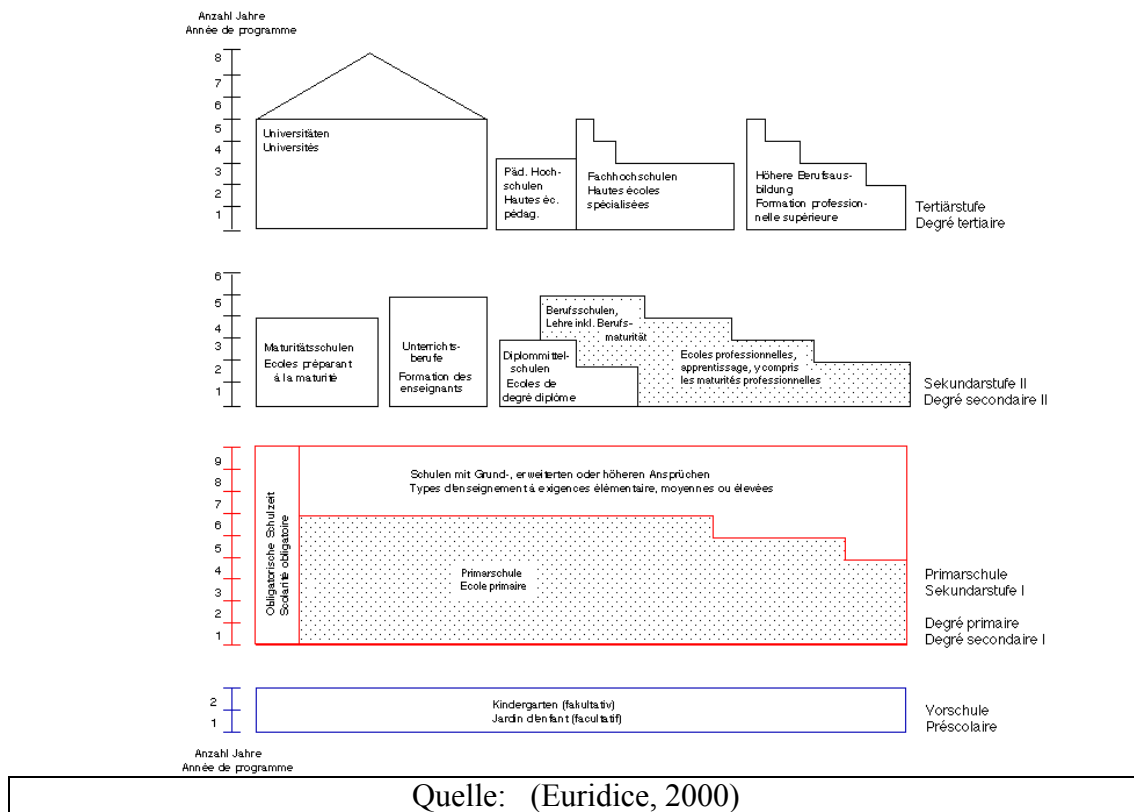 Anzahl Jahre
Année de programme
8
7
6
5
4
3
2
1
Universitäten
Universités
Päd. Hoch-
schulen
Hautes éc.
pédag.
Fachhochschulen
Hautes écoles
spécialisées
Höhere Berufsaus-
bildung
Formation profession-
nelle supérieure
Tertiärstufe
Degré tertiaire
6
5
4
3
2
1
Maturitätsschulen
Ecoles préparant
á la maturité
Unterrichts-
berufe
Formation des
enseignants
Diplommittel-
schulen
Ecoles de
degré diplôme
Berufsschulen,
Lehre inkl. Berufs-
maturität
Ecoles professionnelles,
apprentissage, y compris
les maturités professionnelles
Sekundarstufe II
Degré secondaire II
9
8
7
6
5
4
3
2
1
Obligatorische Schulzeit
Scolarité obligatoire
Schulen mit Grund-, erweiterten oder höheren Ansprüchen
Types d'enseignement á exigences élémentaire, moyennes ou élevées
Primarschule
Ecole primaire
Primarschule
Sekundarstufe I
Degré primaire
Degré secondaire I
2
1
Kindergarten (fakultativ)
Jardin d'enfant (facultatif)
Vorschule
Préscolaire
Anzahl Jahre
Année de programme
Quelle: (Euridice, 2000)